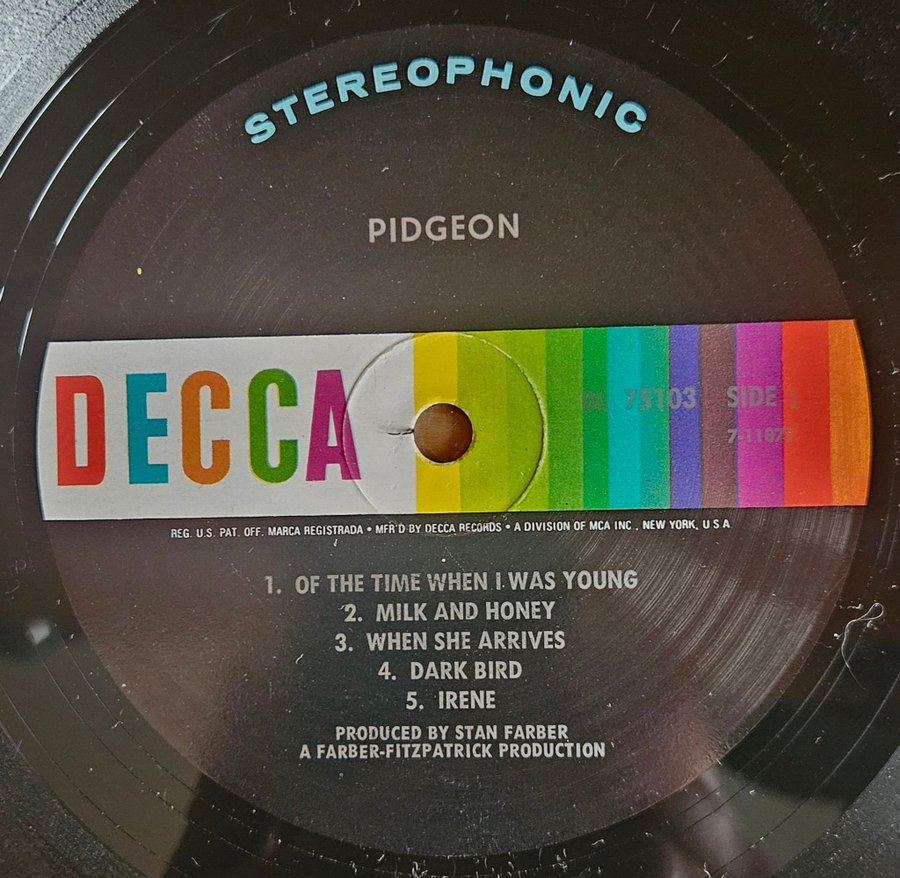 STEREOPHONIC
PIDGEON
DECCA
DL 75103 SIDE 1
REG. U.S. PAT. OFF. MARCA REGISTRADA • MFR'D BY DECCA RECORDS • A DIVISION OF MCA INC., NEW YORK, U S A
1. OF THE TIME WHEN I WAS YOUNG
2. MILK AND HONEY
3. WHEN SHE ARRIVES
4. DARK BIRD
5. IRENE
PRODUCED BY STAN FARBER
A FARBER-FITZPATRICK PRODUCTION